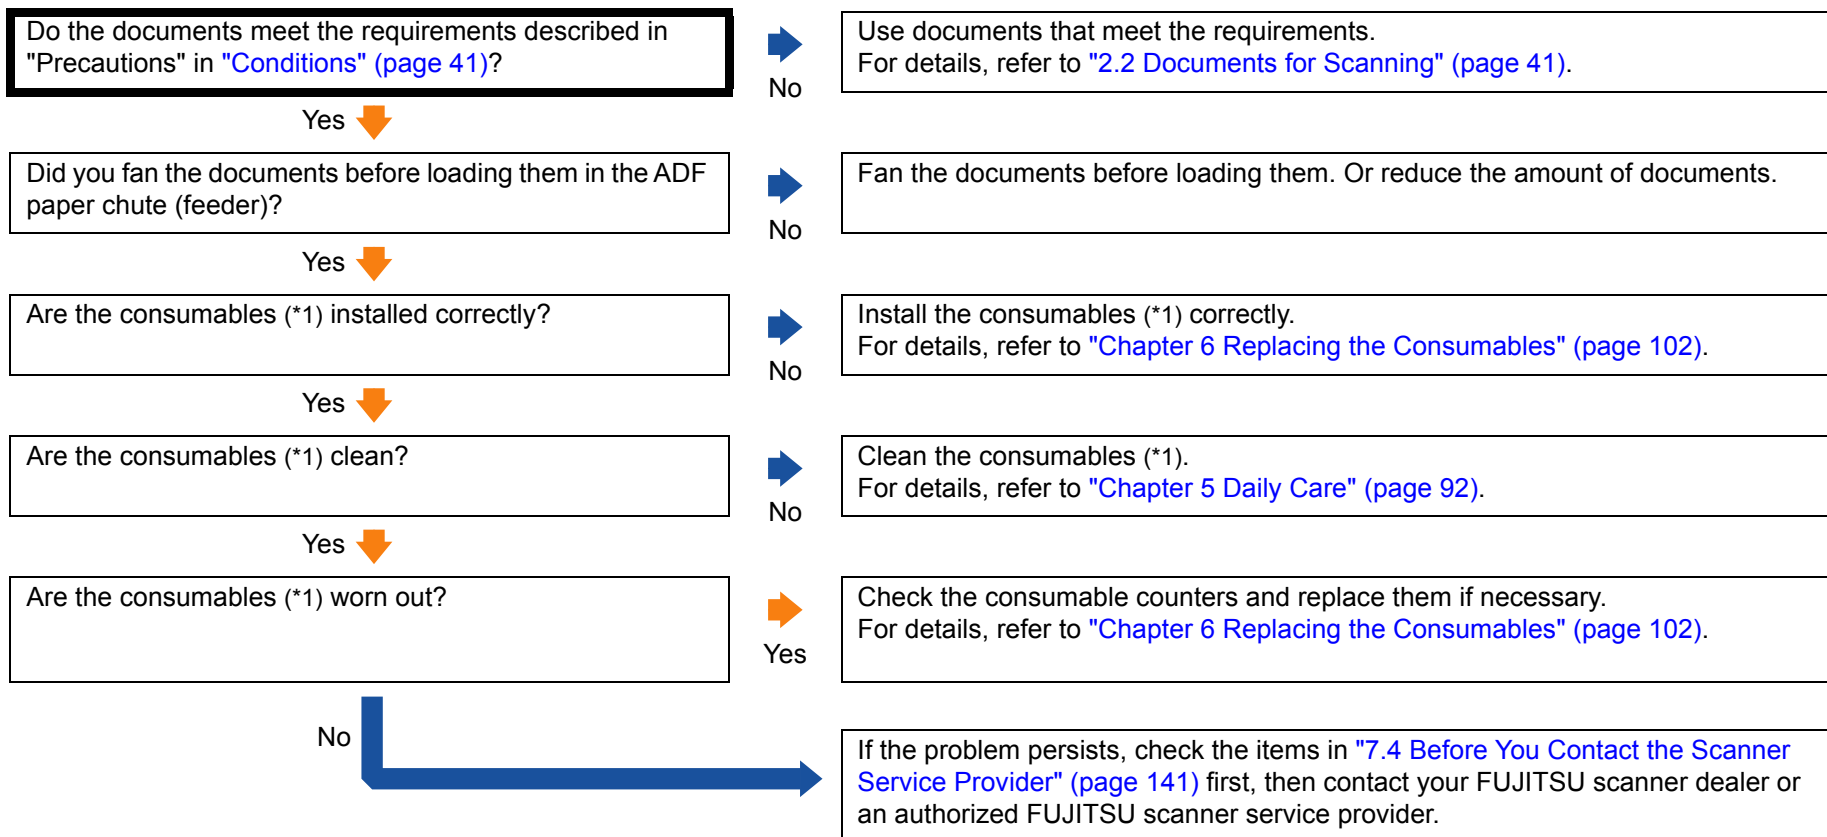 Do the documents meet the requirements described in
"Precautions" in "Conditions" (page 41)?
No
Use documents that meet the requirements.
For details, refer to "2.2 Documents for Scanning" (page 41).
Yes
Did you fan the documents before loading them in the ADF
paper chute (feeder)?
No
Fan the documents before loading them. Or reduce the amount of documents.
Yes
Are the consumables (*1) installed correctly?
No
Install the consumables (*1) correctly.
For details, refer to "Chapter 6 Replacing the Consumables" (page 102).
Yes
Are the consumables (*1) clean?
No
Clean the consumables (*1).
For details, refer to "Chapter 5 Daily Care" (page 92).
Yes
Are the consumables (*1) worn out?
Yes
Check the consumable counters and replace them if necessary.
For details, refer to "Chapter 6 Replacing the Consumables" (page 102).
No
If the problem persists, check the items in "7.4 Before You Contact the Scanner
Service Provider" (page 141) first, then contact your FUJITSU scanner dealer or
an authorized FUJITSU scanner service provider.